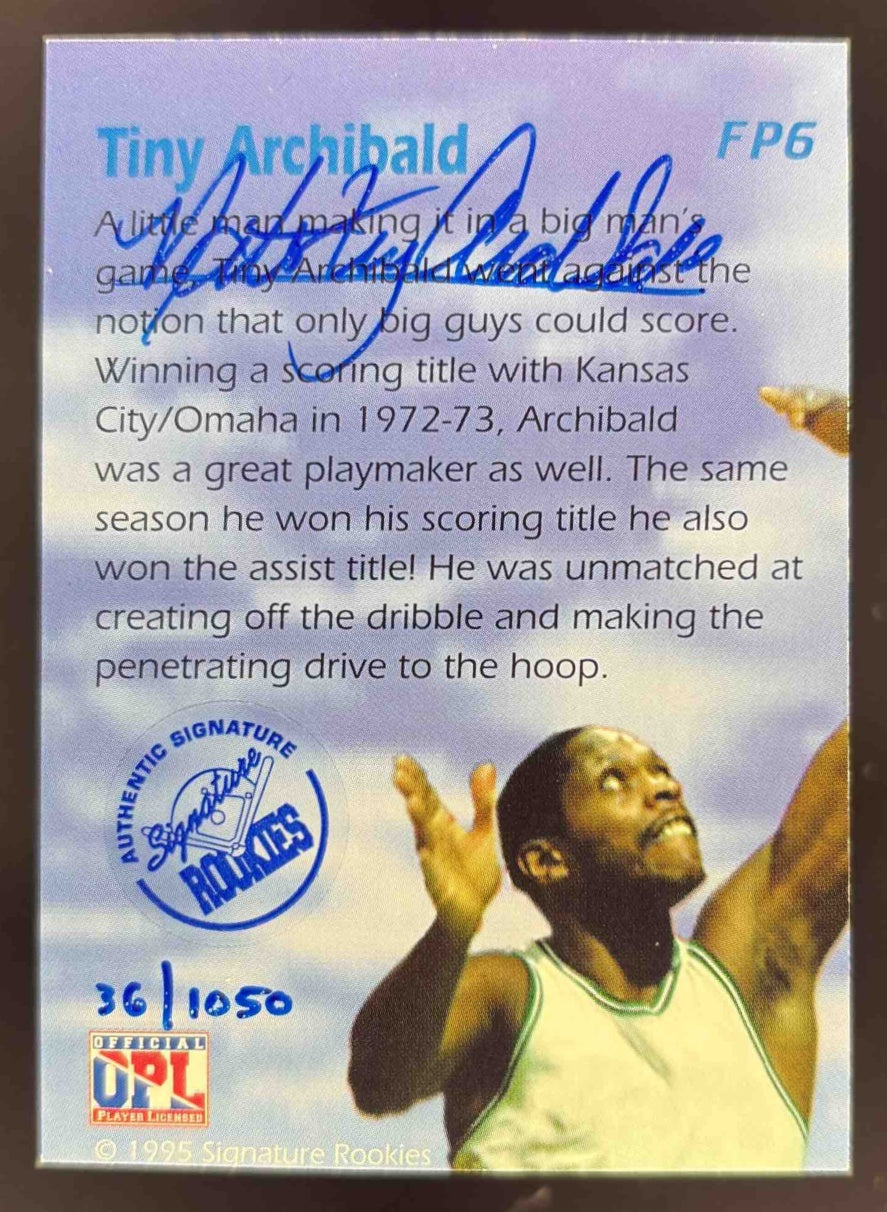 Tiny Archibald
FP6
A little man making it in a big man's
game, Tiny Archibald went against the
notion that only big guys could score.
Winning a scoring title with Kansas
City/Omaha in 1972-73, Archibald
was a great playmaker as well. The same
season he won his scoring title he also
won the assist title! He was unmatched at
creating off the dribble and making the
penetrating drive to the hoop.
AUTHENTIC SIGNATURE
Signature
ROOKIES
36/1050
OFFICIAL
OPL
PLAYER LICENSED
© 1995 Signature Rookies